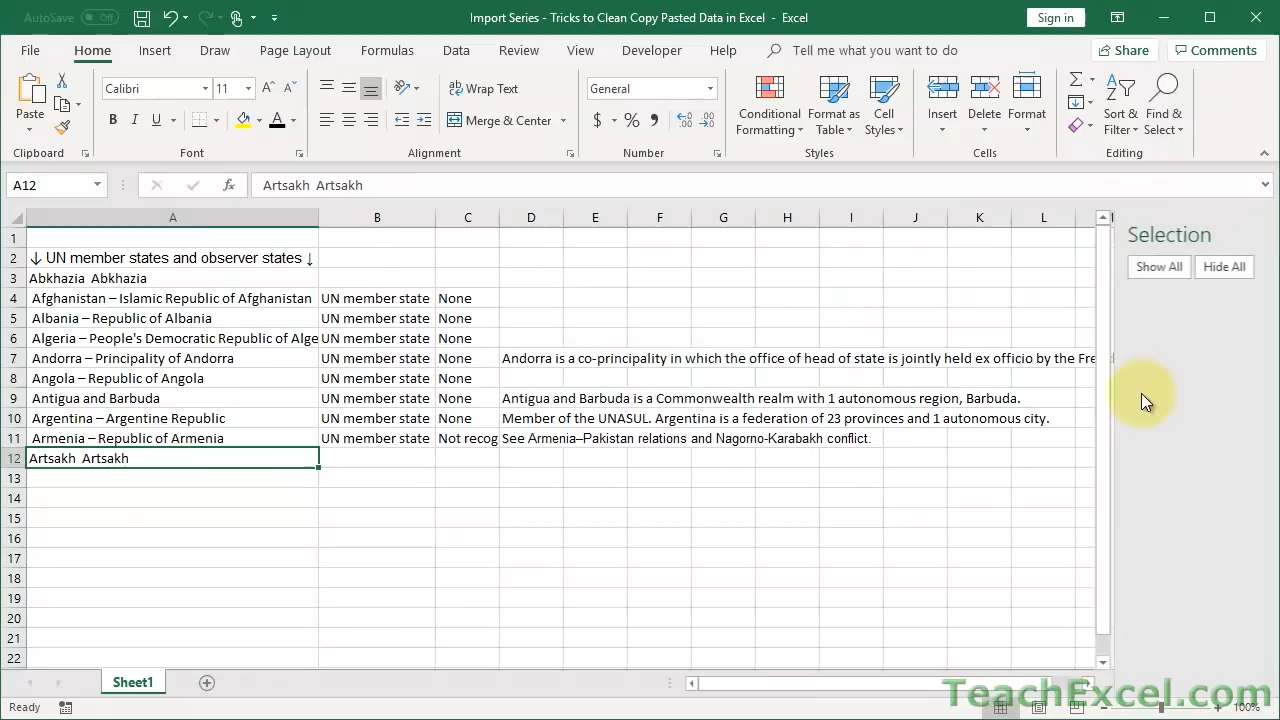 AutoSave Off Import Series - Tricks to Clean Copy Pasted Data in Excel - Excel Sign in
File Home Insert Draw Page Layout Formulas Data Review View Developer Help Tell me what you want to do Share Comments
Calibri 11 Wrap Text General
Paste B I U Merge & Center $ % Conditional Formatting Format as Table Cell Styles Insert Delete Format Sort & Filter Find & Select
Clipboard Font Alignment Number Styles Cells Editing
A12 fx Artsakh Artsakh
A B C D E F G H I J K L
Selection
Show All Hide All
1
2 ↓ UN member states and observer states ↓
3 Abkhazia Abkhazia
4 Afghanistan – Islamic Republic of Afghanistan UN member state None
5 Albania – Republic of Albania UN member state None
6 Algeria – People's Democratic Republic of Alge UN member state None
7 Andorra – Principality of Andorra UN member state None Andorra is a co-principality in which the office of head of state is jointly held ex officio by the Fre
8 Angola – Republic of Angola UN member state None
9 Antigua and Barbuda UN member state None Antigua and Barbuda is a Commonwealth realm with 1 autonomous region, Barbuda.
10 Argentina – Argentine Republic UN member state None Member of the UNASUL. Argentina is a federation of 23 provinces and 1 autonomous city.
11 Armenia – Republic of Armenia UN member state Not recog See Armenia–Pakistan relations and Nagorno-Karabakh conflict.
12 Artsakh Artsakh
13
14
15
16
17
18
19
20
21
22
Sheet1
Ready 100%
TeachExcel.com